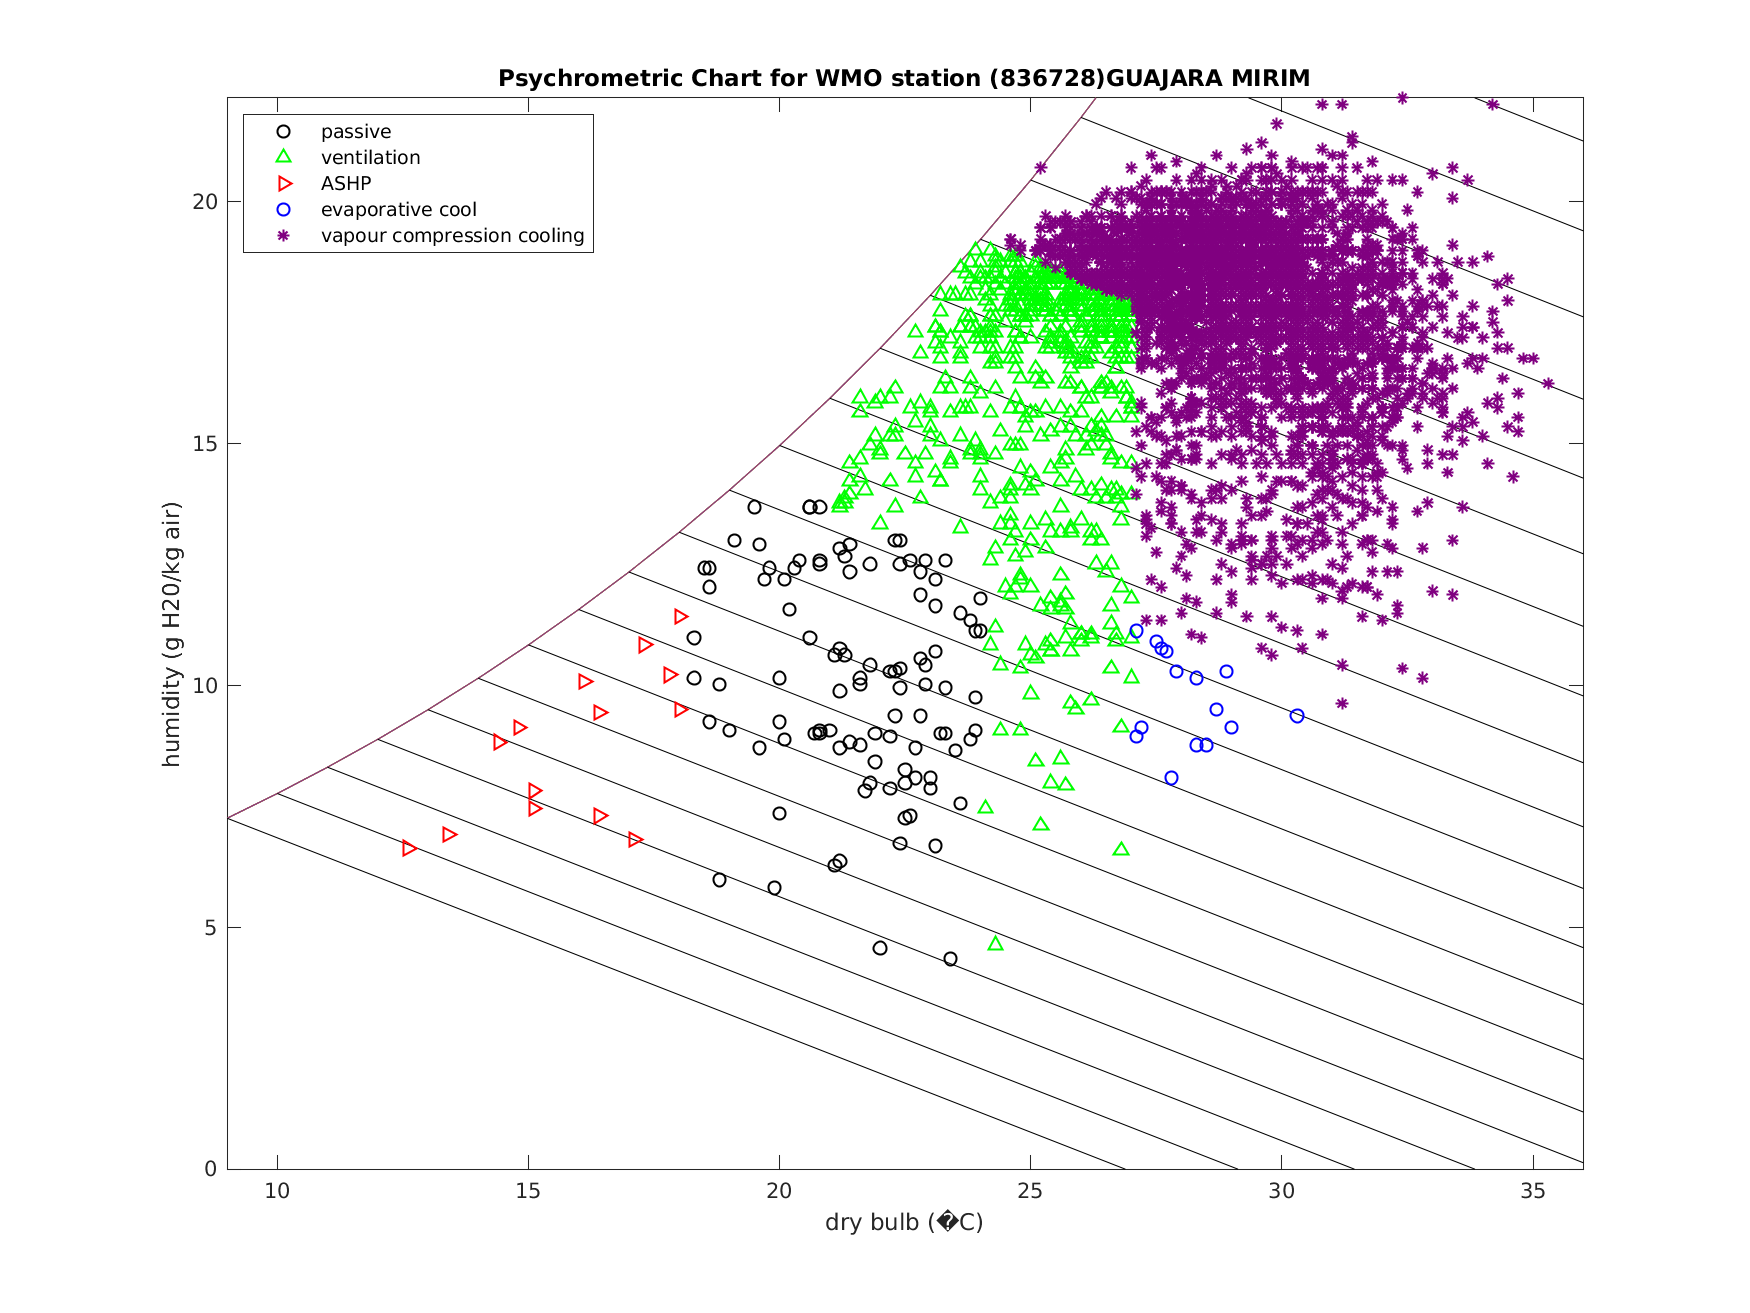 Psychrometric Chart for WMO station (836728)GUAJARA MIRIM
passive
ventilation
ASHP
evaporative cool
vapour compression cooling
humidity (g H20/kg air)
20
15
10
5
0
10 15 20 25 30 35
dry bulb (�C)